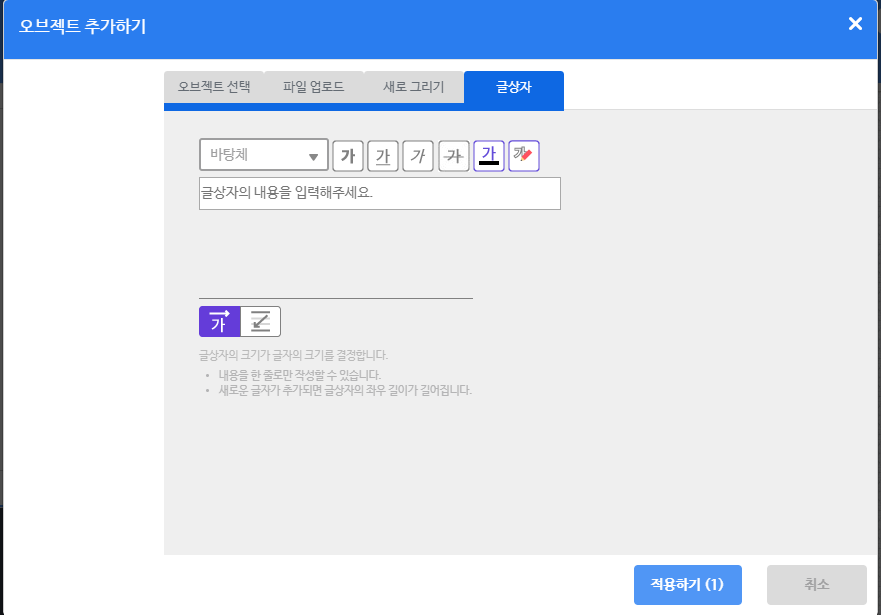 오브젝트 추가하기
오브젝트 선택 파일 업로드 새로 그리기 글상자
바탕체 가 가 가 가 가 가
글상자의 내용을 입력해주세요.
가
글상자의 크기가 글자의 크기를 결정합니다.
• 내용을 한 줄로만 작성할 수 있습니다.
• 새로운 글자가 추가되면 글상자의 좌우 길이가 길어집니다.
적용하기 (1) 취소